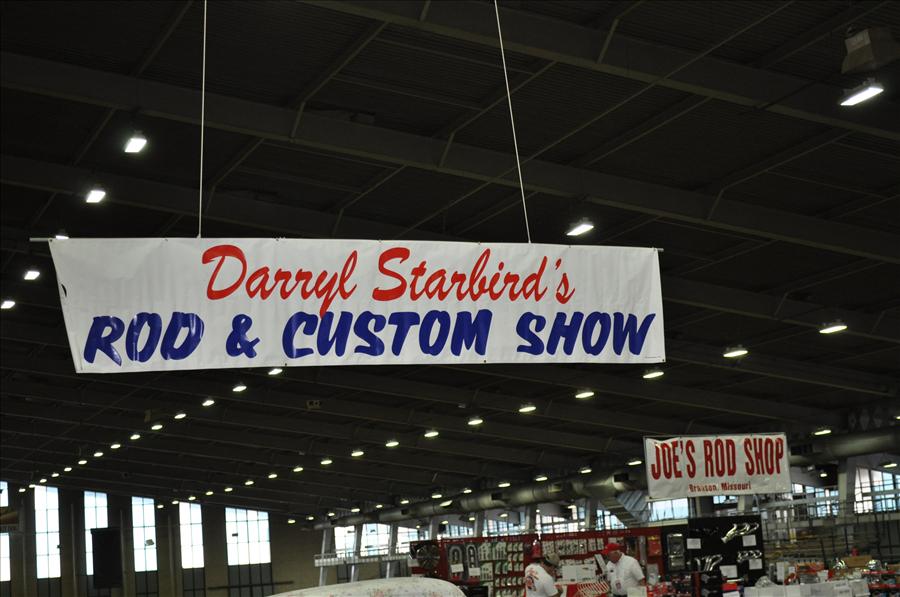 Darryl Starbird's
ROD & CUSTOM SHOW
JOE'S ROD SHOP
Branson, Missouri